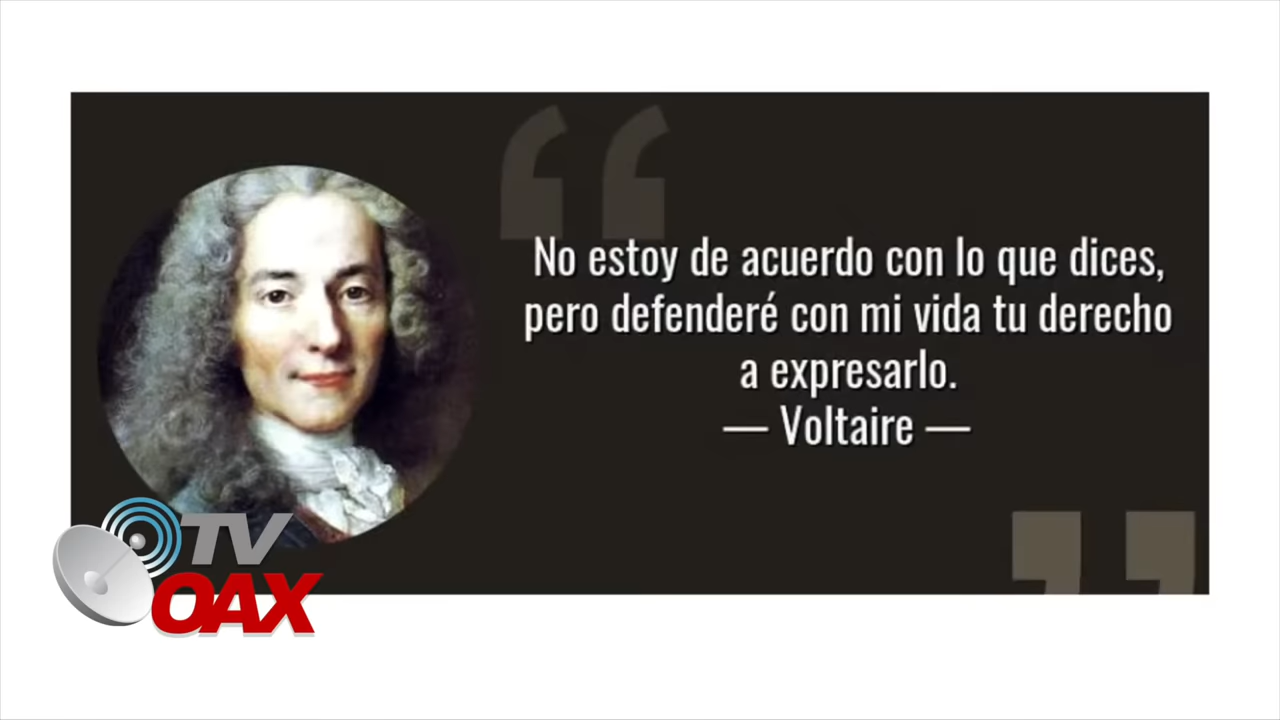 No estoy de acuerdo con lo que dices,
pero defenderé con mi vida tu derecho
a expresarlo.
— Voltaire —
TV
OAX